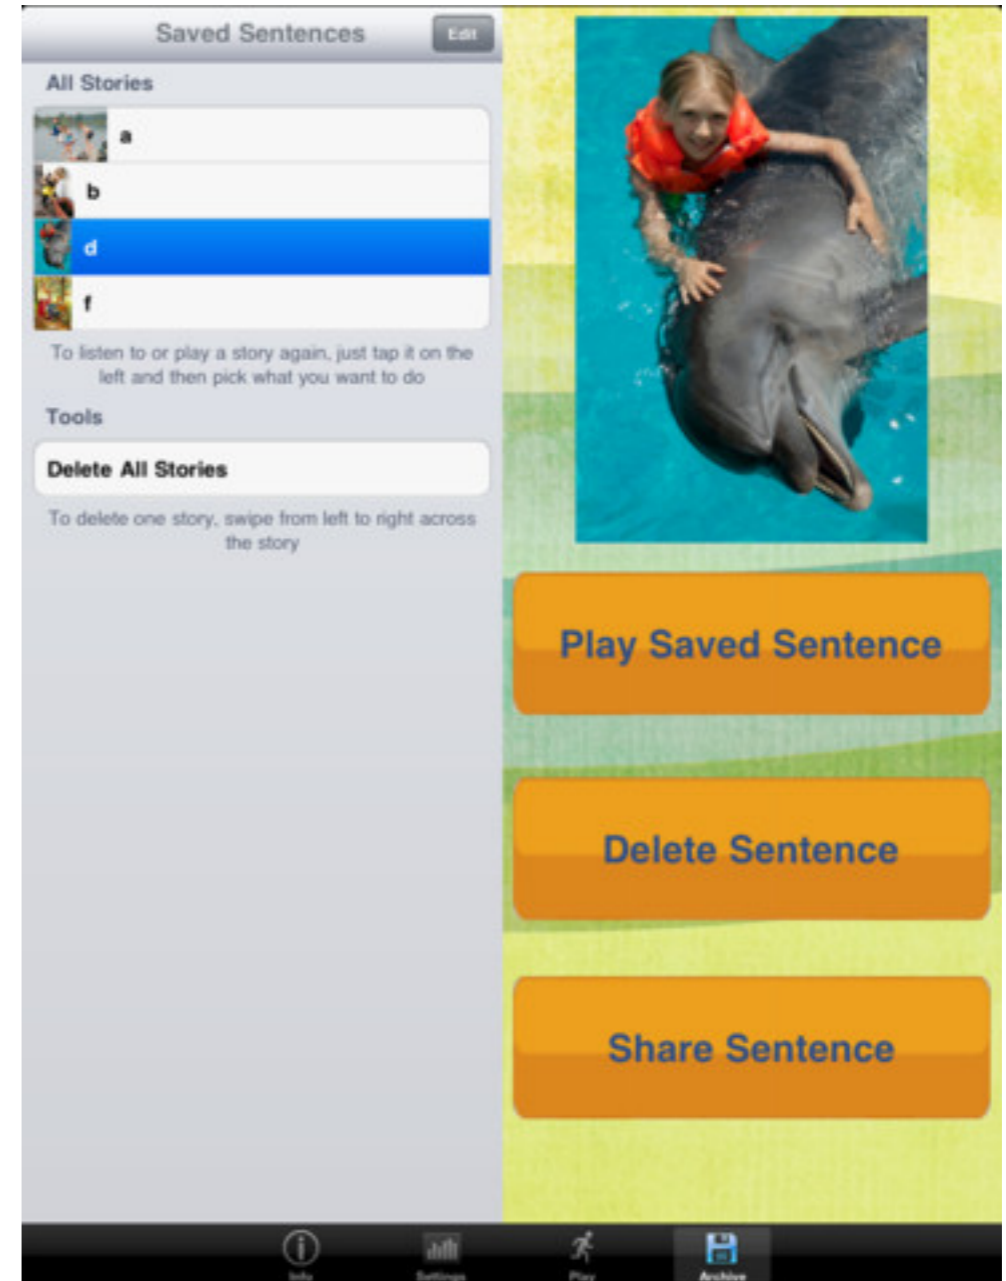 Saved Sentences
Edit
All Stories
a
b
d
f
To listen to or play a story again, just tap it on the
left and then pick what you want to do
Tools
Delete All Stories
To delete one story, swipe from left to right across
the story
Play Saved Sentence
Delete Sentence
Share Sentence
Info
Settings
Play
Archive